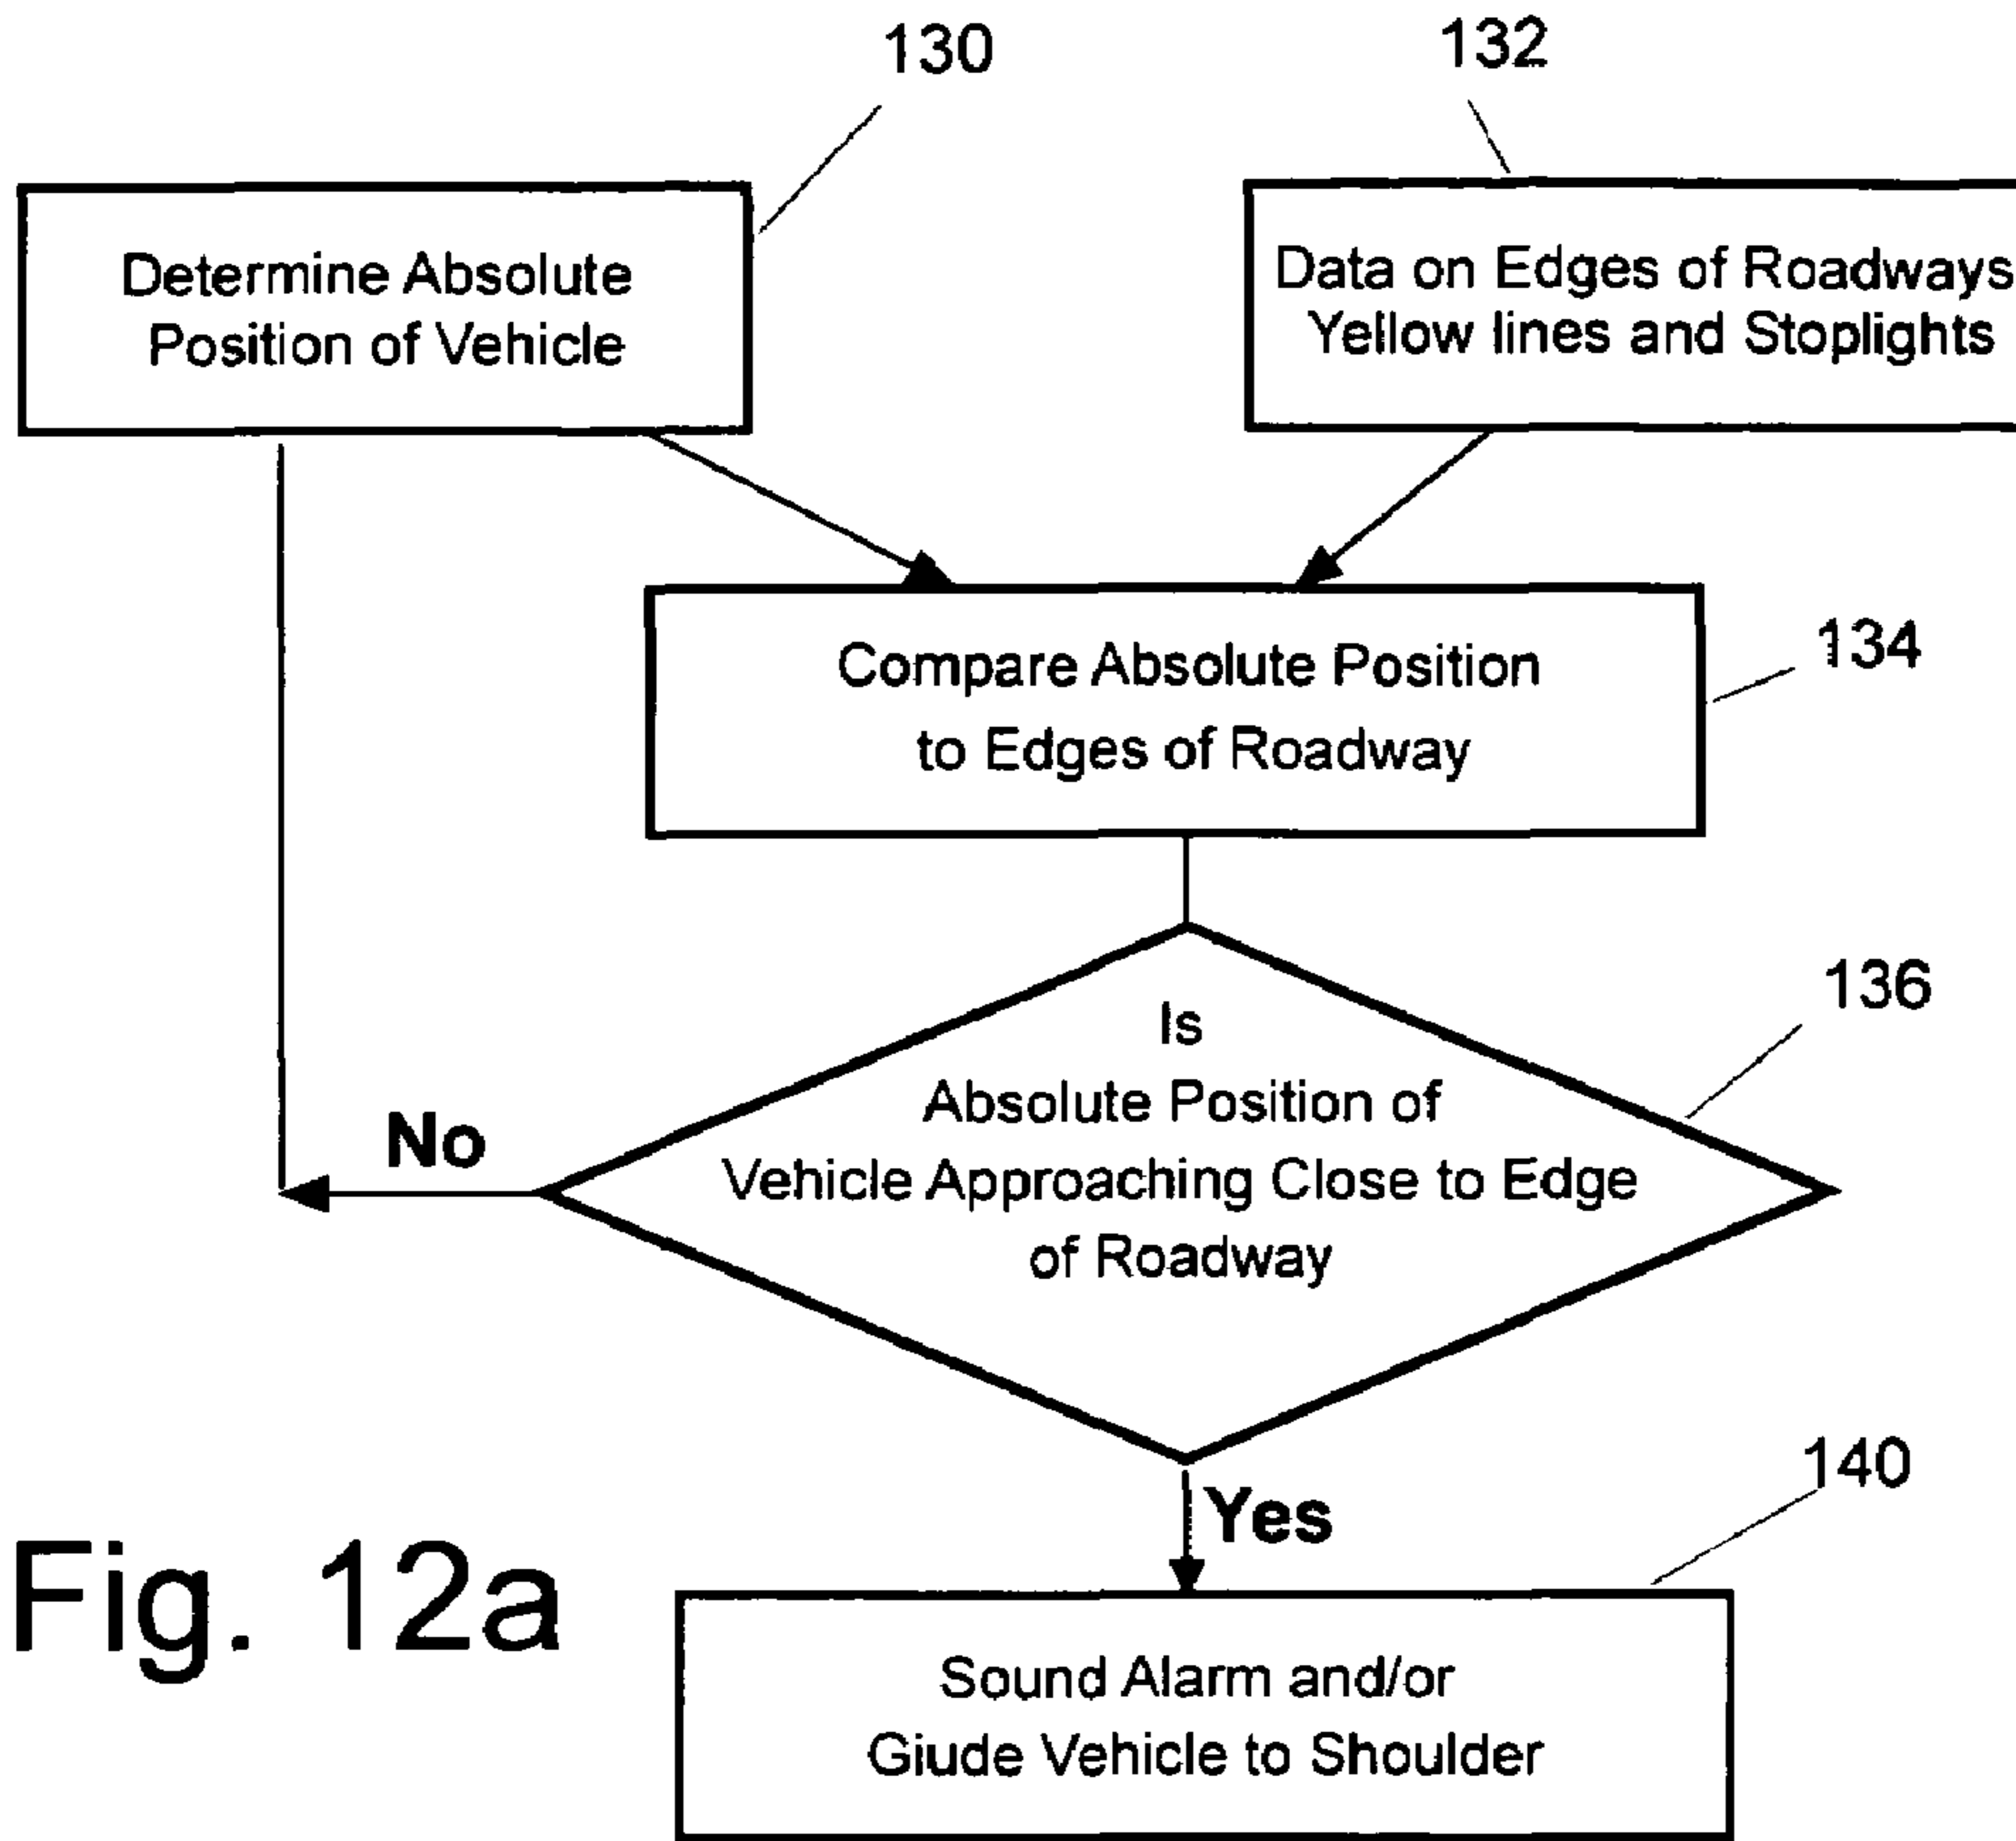 130
132
Determine Absolute
Position of Vehicle
Data on Edges of Roadways
Yellow lines and Stoplights
Compare Absolute Position
to Edges of Roadway
134
Is
Absolute Position of
Vehicle Approaching Close to Edge
of Roadway
136
No
Yes
140
Sound Alarm and/or
Giude Vehicle to Shoulder
Fig. 12a